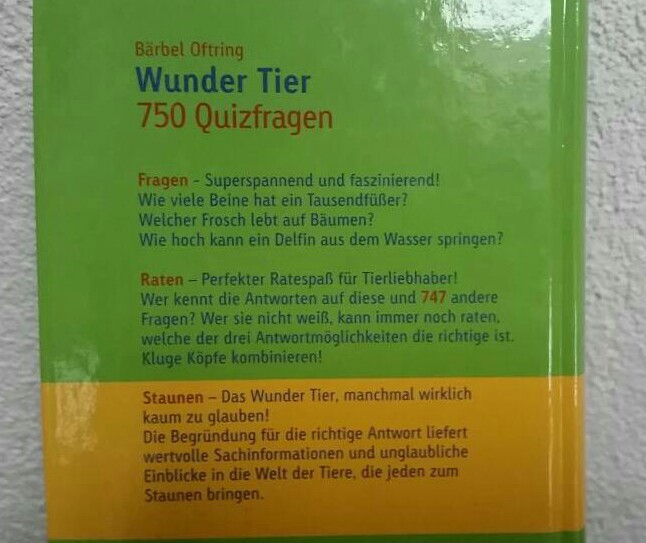 Bärbel Oftring
Wunder Tier
750 Quizfragen
Fragen – Superspannend und faszinierend!
Wie viele Beine hat ein Tausendfüßer?
Welcher Frosch lebt auf Bäumen?
Wie hoch kann ein Delfin aus dem Wasser springen?
Raten – Perfekter Ratespaß für Tierliebhaber!
Wer kennt die Antworten auf diese und 747 andere
Fragen? Wer sie nicht weiß, kann immer noch raten,
welche der drei Antwortmöglichkeiten die richtige ist.
Kluge Köpfe kombinieren!
Staunen – Das Wunder Tier, manchmal wirklich
kaum zu glauben!
Die Begründung für die richtige Antwort liefert
wertvolle Sachinformationen und unglaubliche
Einblicke in die Welt der Tiere, die jeden zum
Staunen bringen.